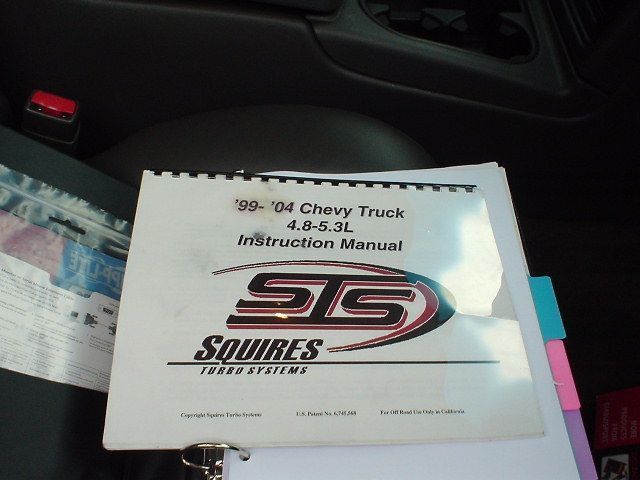 '99- '04 Chevy Truck
4.8-5.3L
Instruction Manual
STS
SQUIRES
TURBO SYSTEMS
Copyright Squires Turbo Systems U.S. Patent No. 6,745,568 For Off Road Use Only in California